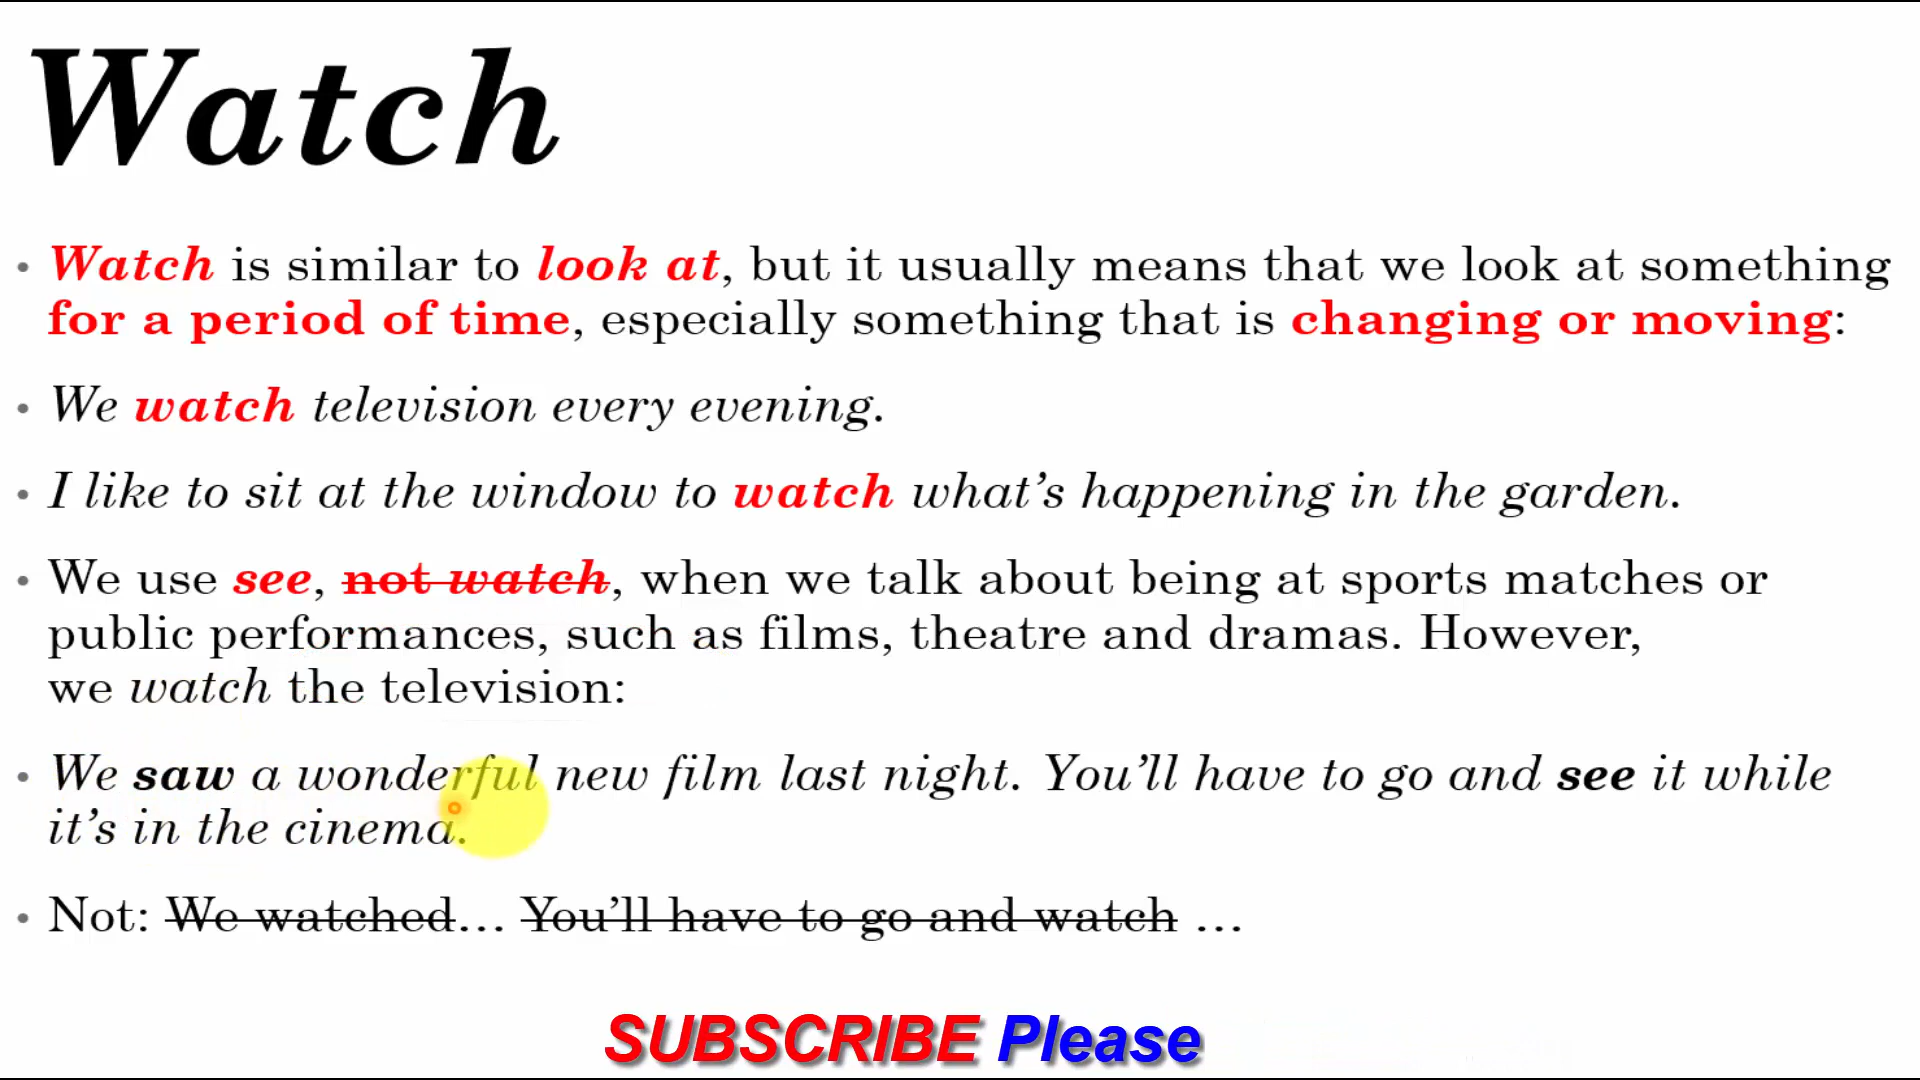 Watch
• Watch is similar to look at, but it usually means that we look at something
for a period of time, especially something that is changing or moving:
• We watch television every evening.
• I like to sit at the window to watch what’s happening in the garden.
• We use see, not watch, when we talk about being at sports matches or
public performances, such as films, theatre and dramas. However,
we watch the television:
• We saw a wonderful new film last night. You’ll have to go and see it while
it’s in the cinema.
• Not: We watched… You’ll have to go and watch …
SUBSCRIBE Please